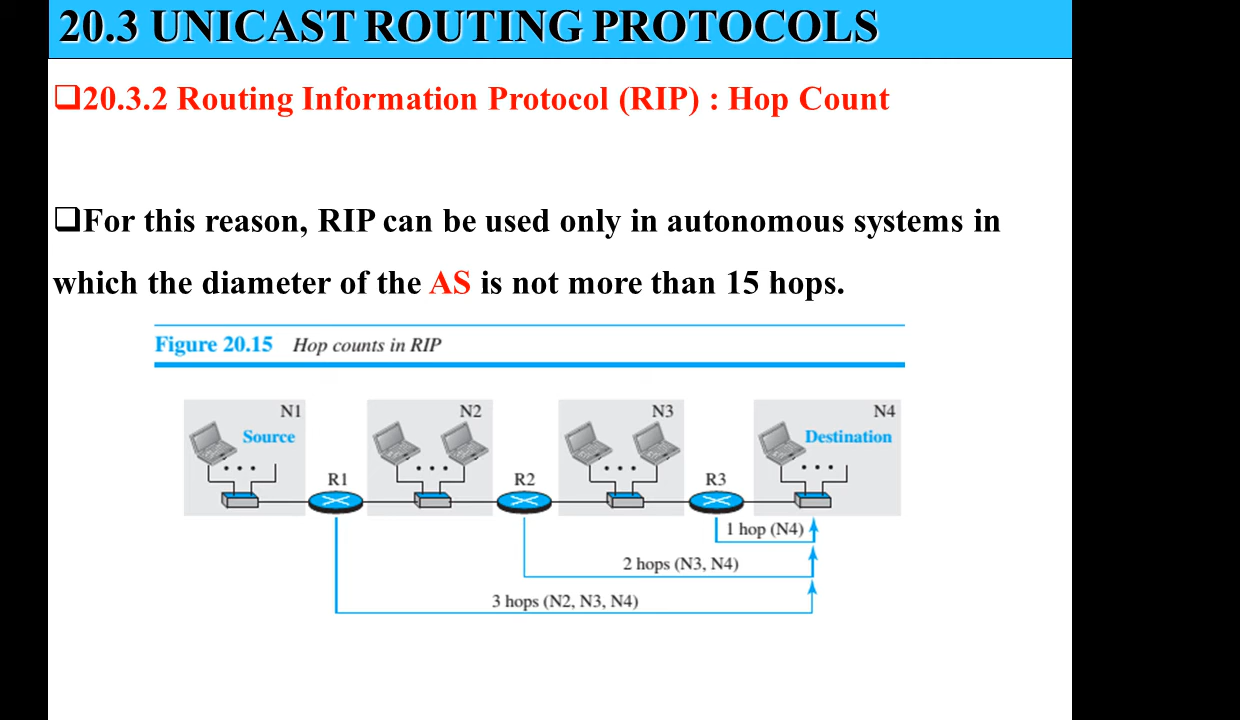 20.3 UNICAST ROUTING PROTOCOLS
❑20.3.2 Routing Information Protocol (RIP) : Hop Count
❑For this reason, RIP can be used only in autonomous systems in
which the diameter of the AS is not more than 15 hops.
Figure 20.15 Hop counts in RIP
N1 N2 N3 N4
Source Destination
R1 R2 R3
1 hop (N4)
2 hops (N3, N4)
3 hops (N2, N3, N4)